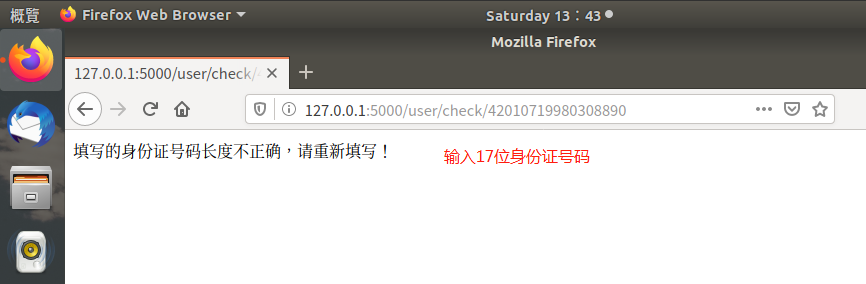 概覽 Firefox Web Browser Saturday 13：43
Mozilla Firefox
127.0.0.1:5000/user/check/
127.0.0.1:5000/user/check/42010719980308890
填写的身份证号码长度不正确，请重新填写！
输入17位身份证号码